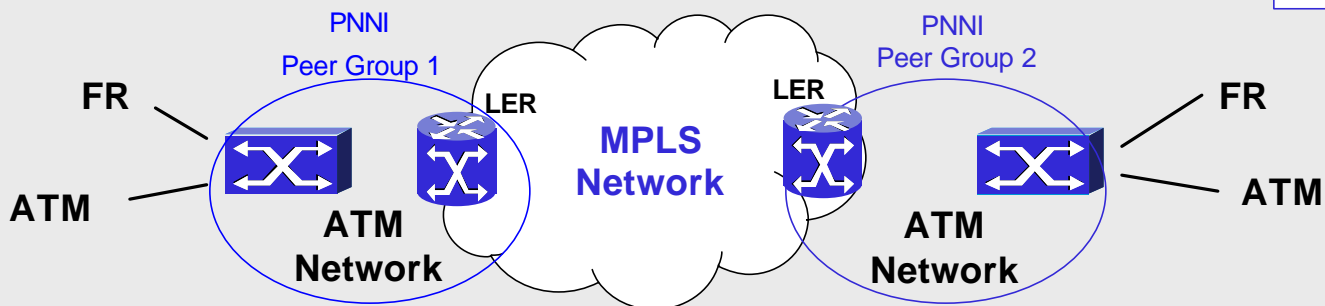 PNNI
Peer Group 1
PNNI
Peer Group 2
FR
LER
LER
FR
MPLS
Network
ATM
ATM
ATM
Network
ATM
Network